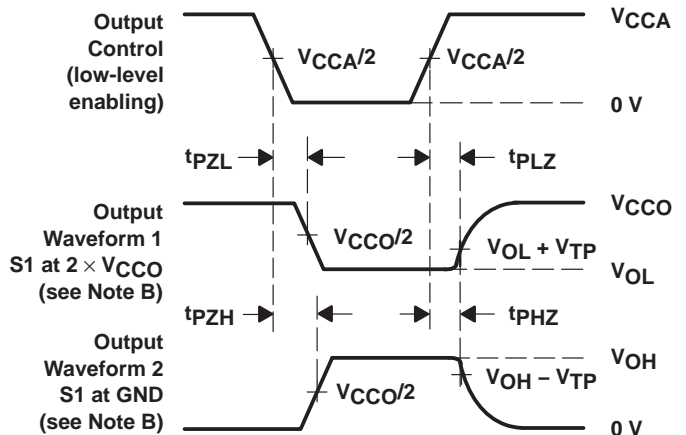 Output
Control
(low-level
enabling)
VCCA/2
VCCA/2
VCCA
0 V
tPZL
tPLZ
Output
Waveform 1
S1 at 2 × VCCO
(see Note B)
VCCO/2
VCCO
VOL + VTP
VOL
tPZH
tPHZ
Output
Waveform 2
S1 at GND
(see Note B)
VCCO/2
VOH
VOH − VTP
0 V